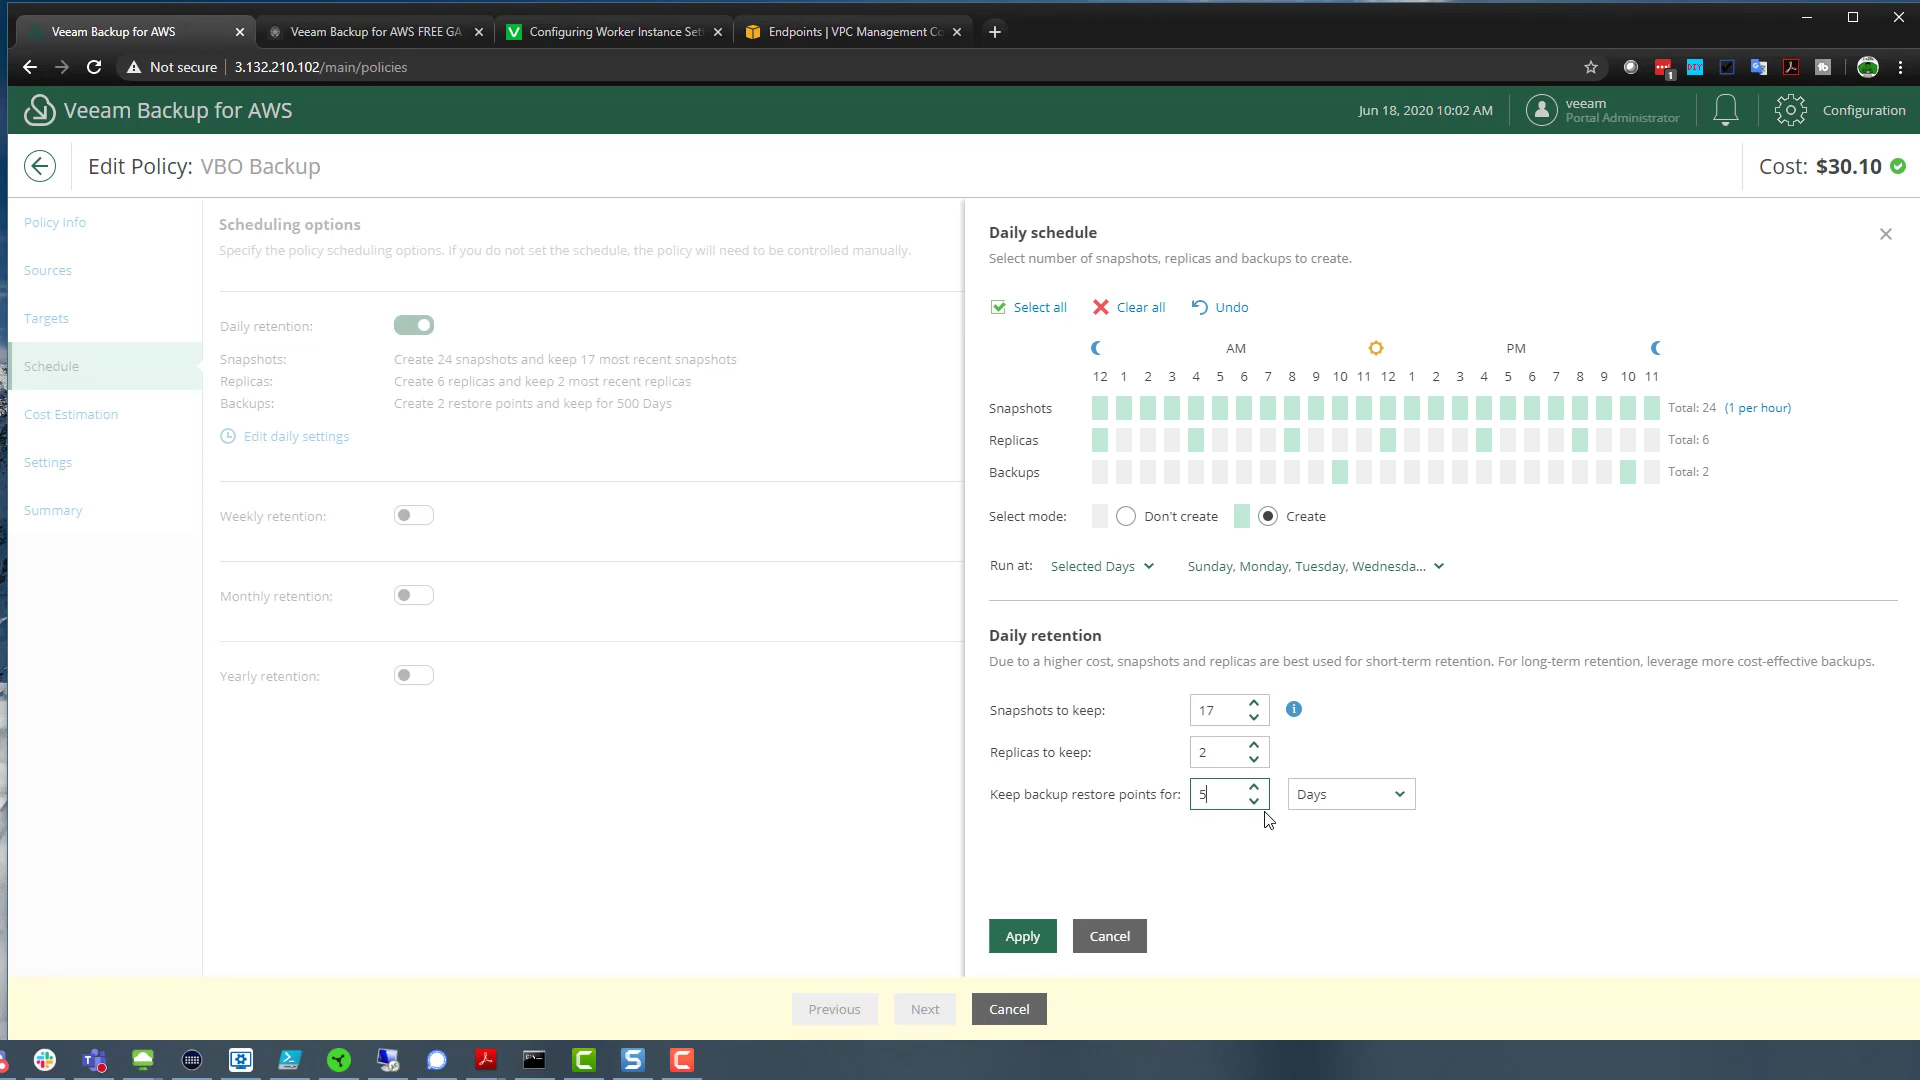 Veeam Backup for AWS
Veeam Backup for AWS FREE GA
Configuring Worker Instance Set
Endpoints | VPC Management Co
Not secure
3.132.210.102/main/policies
1
DIY
Veeam Backup for AWS
Jun 18, 2020 10:02 AM
veeam
Portal Administrator
Configuration
Edit Policy: VBO Backup
Cost: $30.10
Policy Info
Sources
Targets
Schedule
Cost Estimation
Settings
Summary
Scheduling options
Specify the policy scheduling options. If you do not set the schedule, the policy will need to be controlled manually.
Daily retention:
Snapshots: Create 24 snapshots and keep 17 most recent snapshots
Replicas: Create 6 replicas and keep 2 most recent replicas
Backups: Create 2 restore points and keep for 500 Days
Edit daily settings
Weekly retention:
Monthly retention:
Yearly retention:
Daily schedule
Select number of snapshots, replicas and backups to create.
Select all Clear all Undo
AM PM
12 1 2 3 4 5 6 7 8 9 10 11 12 1 2 3 4 5 6 7 8 9 10 11
Snapshots Total: 24 (1 per hour)
Replicas Total: 6
Backups Total: 2
Select mode: Don't create Create
Run at: Selected Days Sunday, Monday, Tuesday, Wednesda...
Daily retention
Due to a higher cost, snapshots and replicas are best used for short-term retention. For long-term retention, leverage more cost-effective backups.
Snapshots to keep: 17
Replicas to keep: 2
Keep backup restore points for: 5 Days
Apply Cancel
Previous Next Cancel